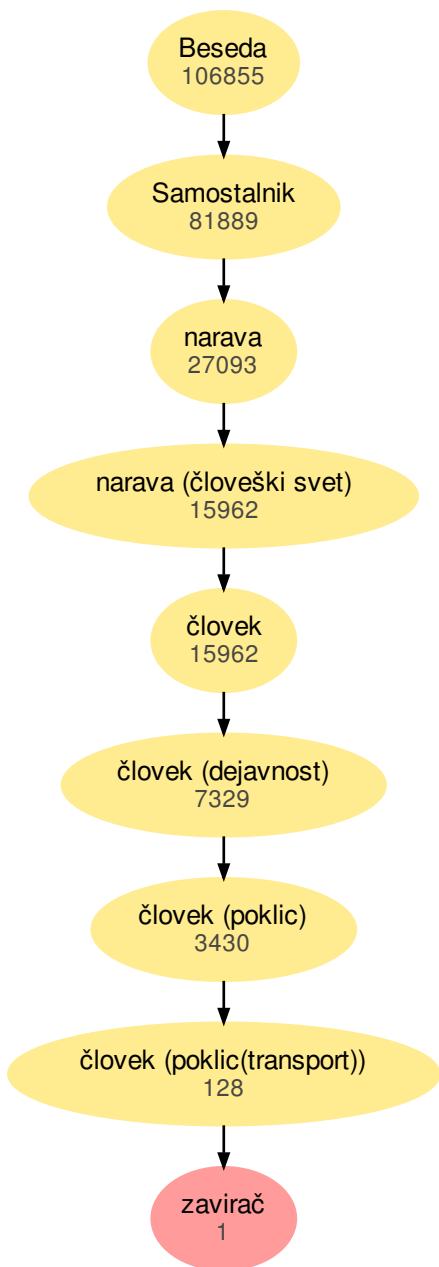 Beseda
106855
Samostalnik
81889
narava
27093
narava (človeški svet)
15962
človek
15962
človek (dejavnost)
7329
človek (poklic)
3430
človek (poklic(transport))
128
zavirač
1